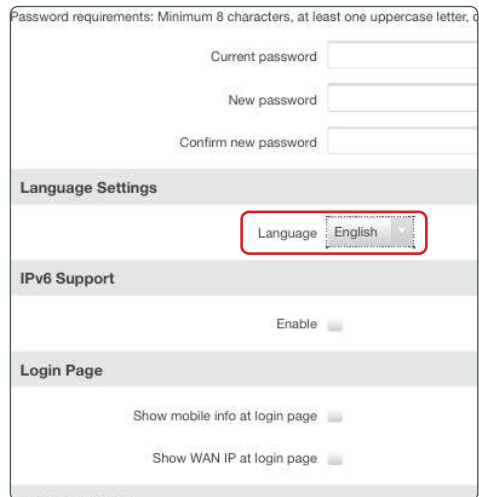 Password requirements: Minimum 8 characters, at least one uppercase letter,
Current password
New password
Confirm new password
Language Settings
Language English
IPv6 Support
Enable
Login Page
Show mobile info at login page
Show WAN IP at login page